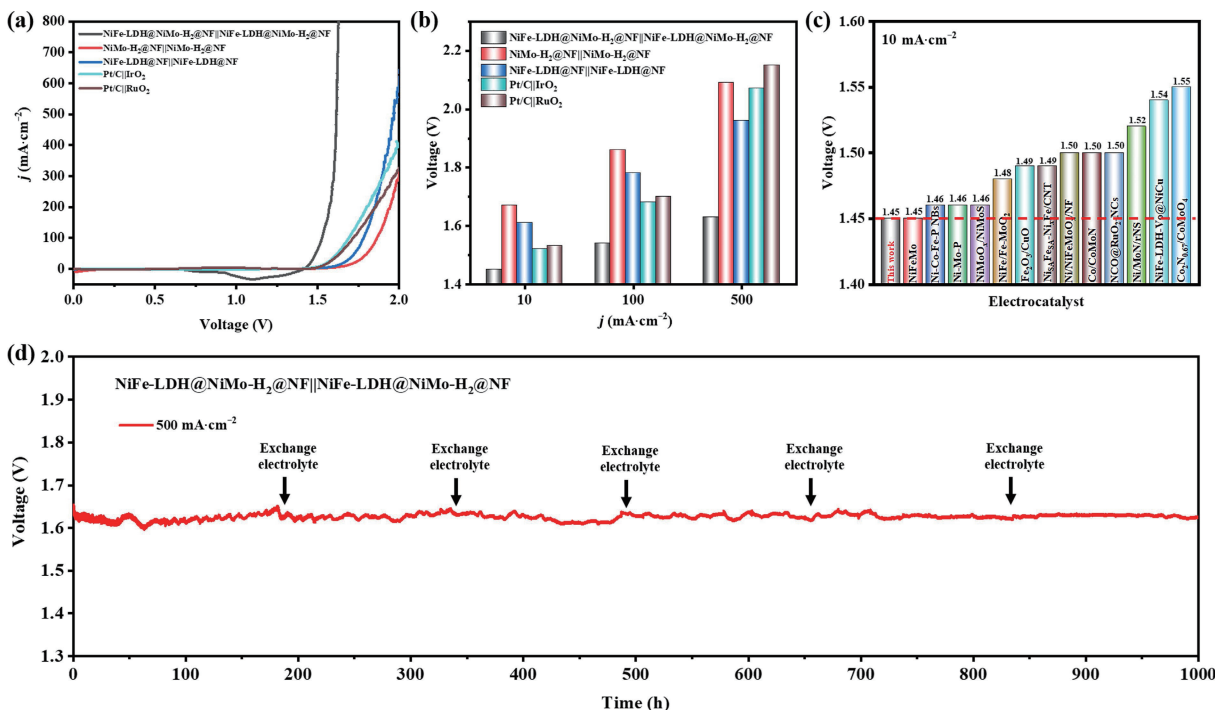 (a)
800
700
600
500
400
300
200
100
0
j (mA·cm⁻²)
NiFe-LDH@NiMo-H₂@NF||NiFe-LDH@NiMo-H₂@NF
NiMo-H₂@NF||NiMo-H₂@NF
NiFe-LDH@NF||NiFe-LDH@NF
Pt/C||IrO₂
Pt/C||RuO₂
0.0 0.5 1.0 1.5 2.0
Voltage (V)
(b)
2.2
2.0
1.8
1.6
1.4
Voltage (V)
NiFe-LDH@NiMo-H₂@NF||NiFe-LDH@NiMo-H₂@NF
NiMo-H₂@NF||NiMo-H₂@NF
NiFe-LDH@NF||NiFe-LDH@NF
Pt/C||IrO₂
Pt/C||RuO₂
10 100 500
j (mA·cm⁻²)
(c)
1.60
1.55
1.50
1.45
1.40
Voltage (V)
10 mA·cm⁻²
1.45 1.45 1.46 1.46 1.46 1.48 1.49 1.49 1.50 1.50 1.50 1.52 1.54 1.55
This work
NiFeMo
Ni-Co-Fe-P NBs
Ni-Mo-P
NiFe/Fe-MoO₂
Co/CoMoN
NCO@RuO₂ NCs
Ni/MoN/rNS
Electrocatalyst
(d)
2.0
1.9
1.8
1.7
1.6
1.5
1.4
1.3
Voltage (V)
NiFe-LDH@NiMo-H₂@NF||NiFe-LDH@NiMo-H₂@NF
500 mA·cm⁻²
Exchange
electrolyte
Exchange
electrolyte
Exchange
electrolyte
Exchange
electrolyte
Exchange
electrolyte
0 100 200 300 400 500 600 700 800 900 1000
Time (h)